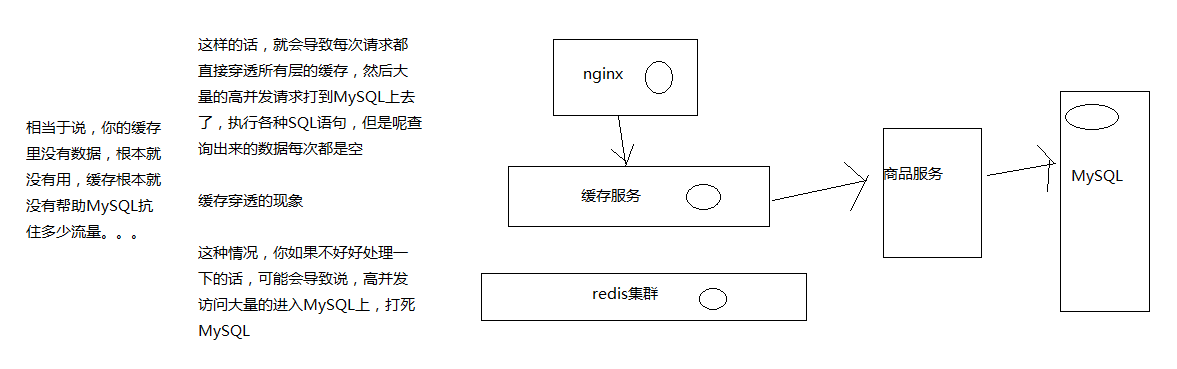 相当于说，你的缓存
里没有数据，根本就
没有用，缓存根本就
没有帮助MySQL抗
住多少流量。。。
这样的话，就会导致每次请求都
直接穿透所有层的缓存，然后大
量的高并发请求打到MySQL上去
了，执行各种SQL语句，但是呢查
询出来的数据每次都是空
缓存穿透的现象
这种情况，你如果不好好处理一
下的话，可能会导致说，高并发
访问大量的进入MySQL上，打死
MySQL
nginx
缓存服务
redis集群
商品服务
MySQL